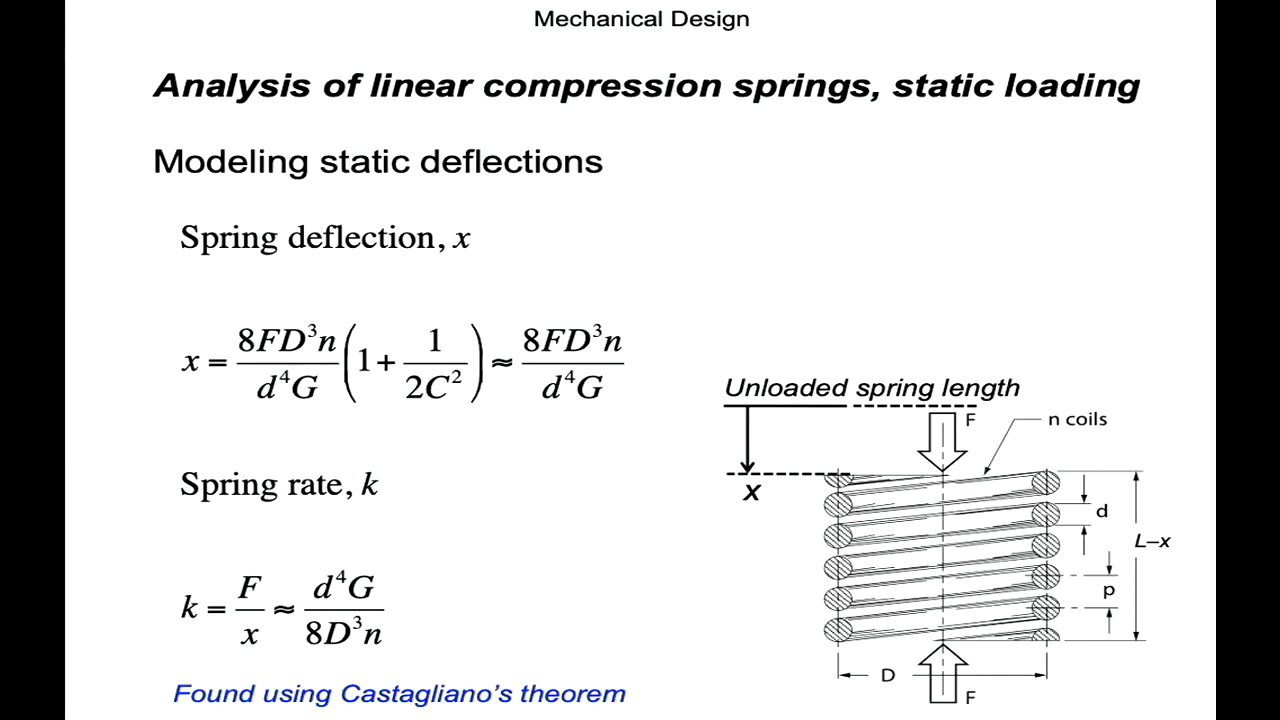 Mechanical Design
Analysis of linear compression springs, static loading
Modeling static deflections
Spring deflection, x
x = 8FD³n / d⁴G (1 + 1 / 2C²) ≈ 8FD³n / d⁴G
Spring rate, k
k = F / x ≈ d⁴G / 8D³n
Found using Castagliano's theorem
Unloaded spring length
F
n coils
x
d
L–x
p
D
F